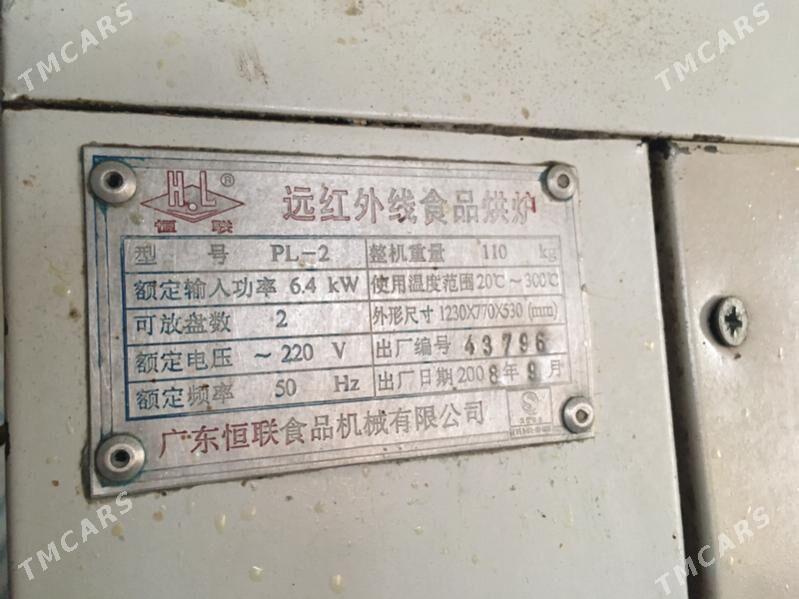 TMCARS
TMCARS
H.L®
恒联
远红外线食品烘炉
型号 PL-2 整机重量 110 kg
额定输入功率 6.4 kW 使用温度范围 20℃~300℃
可放盘数 2 外形尺寸 1230X770X530 (mm)
额定电压 ~220 V 出厂编号 43796
额定频率 50 Hz 出厂日期 2008年9月
广东恒联食品机械有限公司
TMCARS
TMCARS